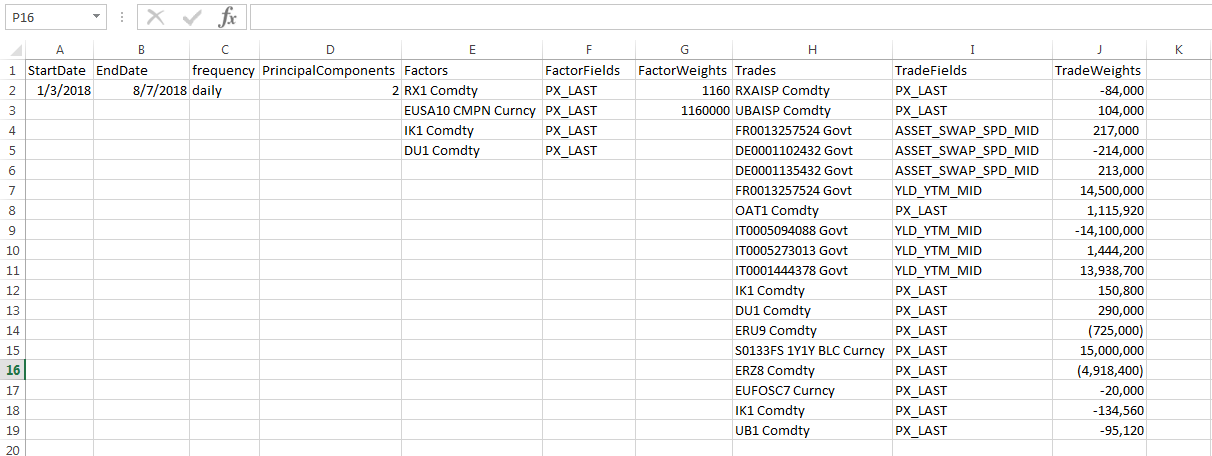 P16
fx
A B C D E F G H I J K
1 StartDate EndDate frequency PrincipalComponents Factors FactorFields FactorWeights Trades TradeFields TradeWeights
2 1/3/2018 8/7/2018 daily 2 RX1 Comdty PX_LAST 1160 RXAISP Comdty PX_LAST -84,000
3 EUSA10 CMPN Curncy PX_LAST 1160000 UBAISP Comdty PX_LAST 104,000
4 IK1 Comdty PX_LAST FR0013257524 Govt ASSET_SWAP_SPD_MID 217,000
5 DU1 Comdty PX_LAST DE0001102432 Govt ASSET_SWAP_SPD_MID -214,000
6 DE0001135432 Govt ASSET_SWAP_SPD_MID 213,000
7 FR0013257524 Govt YLD_YTM_MID 14,500,000
8 OAT1 Comdty PX_LAST 1,115,920
9 IT0005094088 Govt YLD_YTM_MID -14,100,000
10 IT0005273013 Govt YLD_YTM_MID 1,444,200
11 IT0001444378 Govt YLD_YTM_MID 13,938,700
12 IK1 Comdty PX_LAST 150,800
13 DU1 Comdty PX_LAST 290,000
14 ERU9 Comdty PX_LAST (725,000)
15 S0133FS 1Y1Y BLC Curncy PX_LAST 15,000,000
16 ERZ8 Comdty PX_LAST (4,918,400)
17 EUFOSC7 Curncy PX_LAST -20,000
18 IK1 Comdty PX_LAST -134,560
19 UB1 Comdty PX_LAST -95,120
20